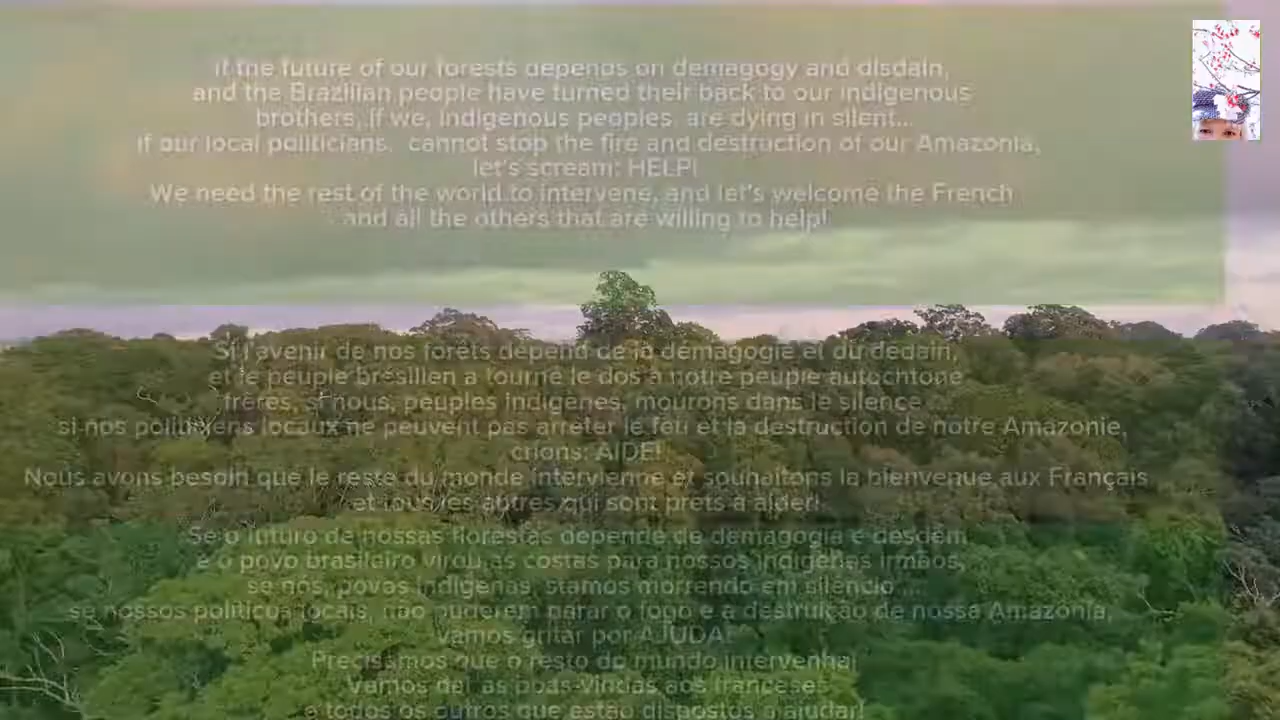 if the future of our forests depends on demagogy and disdain,
and the Brazilian people have turned their back to our indigenous
brothers, if we, indigenous peoples, are dying in silent...
if our local politicians, cannot stop the fire and destruction of our Amazonia,
let's scream: HELP!
We need the rest of the world to intervene, and let's welcome the French
and all the others that are willing to help!
Si l'avenir de nos forêts dépend de la démagogie et du dédain,
et le peuple brésilien a tourné le dos à notre peuple autochtone
frères, nous, peuples indigènes, mourons dans le silence
si nos politiciens locaux ne peuvent pas arrêter le feu et la destruction de notre Amazonie,
crions: AIDE!
Nous avons besoin que le reste du monde intervienne et souhaitons la bienvenue aux Français
et tous les autres qui sont prêts à aider!
Se o futuro de nossas florestas depende de demagogia e desdém
e o povo brasileiro virou as costas para nossos indígenas irmãos,
se nós, povas indígenas, stamos morrendo em silêncio....
se nossos políticos locais, não puderem parar o fogo e a destruição de nossa Amazônia,
vamos gritar por AJUDA!
Precisamos que o resto do mundo intervenha!
Vamos dar as boas-vindas aos franceses
e todos os outros que estão dispostos a ajudar!